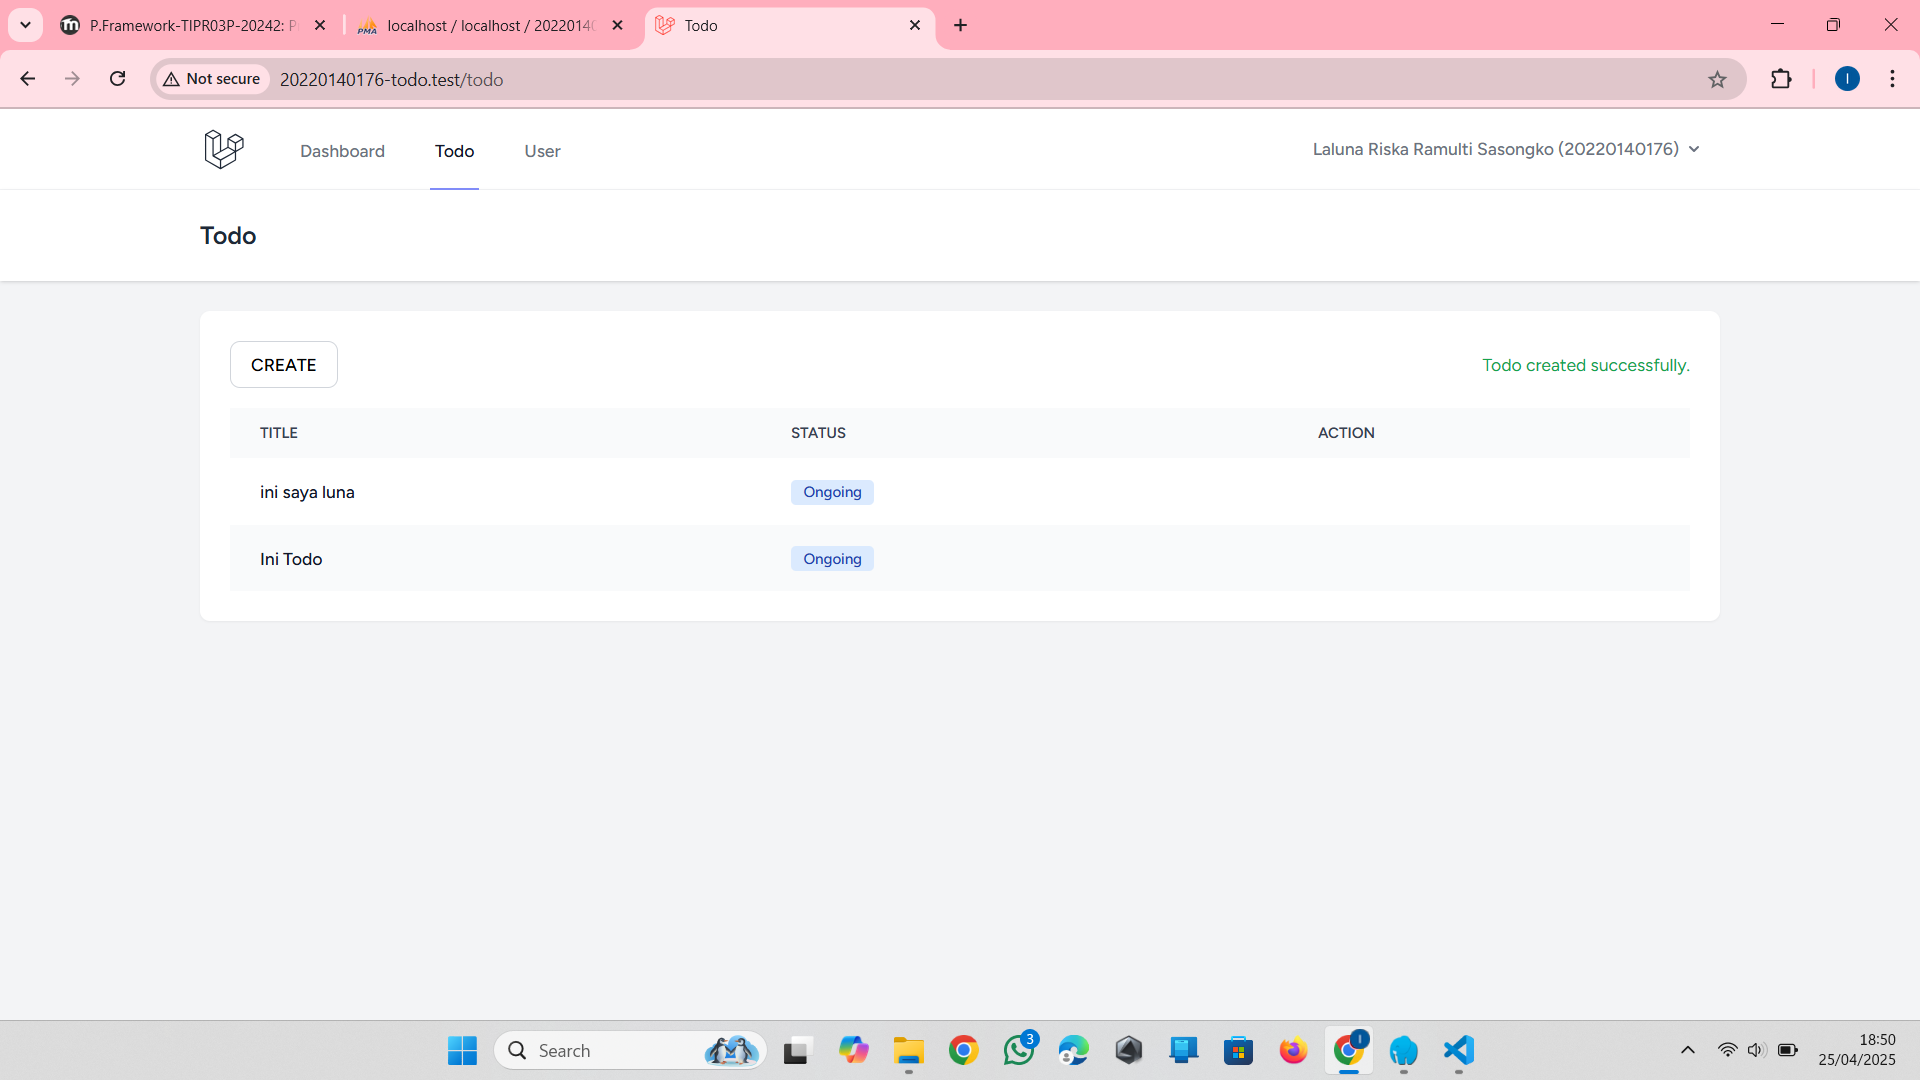 P.Framework-TIPR03P-20242: P
localhost / localhost / 2022014
Todo
Not secure
20220140176-todo.test/todo
I
Dashboard
Todo
User
Laluna Riska Ramulti Sasongko (20220140176)
Todo
CREATE
Todo created successfully.
TITLE
STATUS
ACTION
ini saya luna
Ongoing
Ini Todo
Ongoing
Search
3
I
18:50
25/04/2025